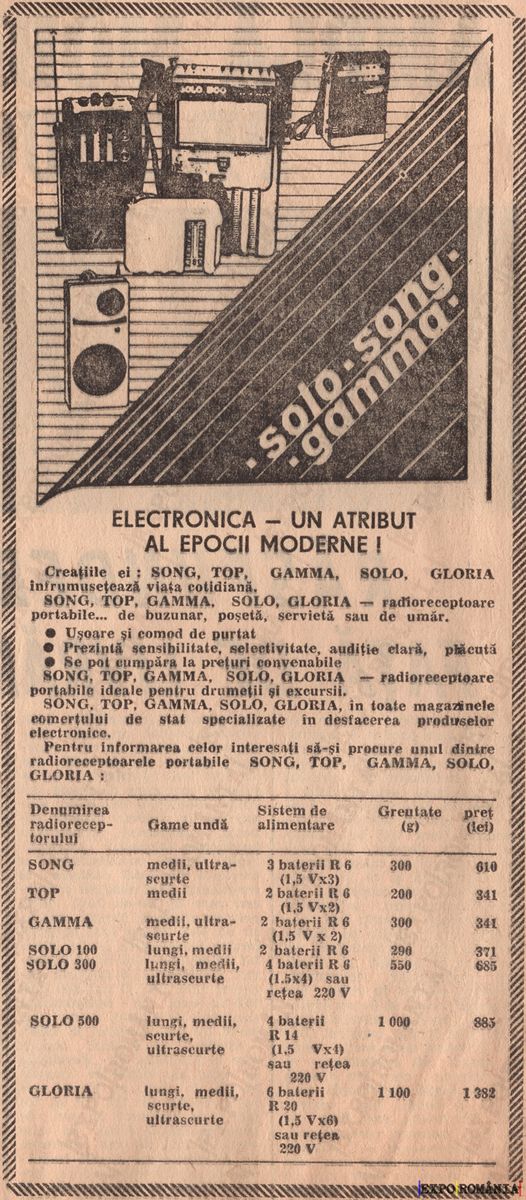 SOLO 300
· solo · song ·
· gamma ·
ELECTRONICA — UN ATRIBUT
AL EPOCII MODERNE !
Creațiile ei : SONG, TOP, GAMMA, SOLO, GLORIA
înfrumusețează viața cotidiană.
SONG, TOP, GAMMA, SOLO, GLORIA — radioreceptoare
portabile... de buzunar, poșetă, servietă sau de umăr.
● Ușoare și comod de purtat
● Prezintă sensibilitate, selectivitate, audiție clară, plăcută
● Se pot cumpăra la prețuri convenabile
SONG, TOP, GAMMA, SOLO, GLORIA — radioreceptoare
portabile ideale pentru drumeții și excursii.
SONG, TOP, GAMMA, SOLO, GLORIA, în toate magazinele
comerțului de stat specializate în desfacerea produselor
electronice.
Pentru informarea celor interesați să-și procure unul dintre
radioreceptoarele portabile SONG, TOP, GAMMA, SOLO,
GLORIA :
Denumirea radiorecep-torului Game undă Sistem de alimentare Greutate (g) preț (lei)
SONG medii, ultra- 3 baterii R 6 300 610
scurte (1,5 Vx3)
TOP medii 2 baterii R 6 200 341
(1,5 Vx2)
GAMMA medii, ultra- 2 baterii R 6 300 341
scurte (1,5 V x 2)
SOLO 100 lungi, medii 2 baterii R 6 290 371
SOLO 300 lungi, medii, 4 baterii R 6 550 685
ultrascurte (1.5x4) sau
rețea 220 V
SOLO 500 lungi, medii, 4 baterii 1 000 885
scurte, R 14
ultrascurte (1,5 Vx4)
sau rețea
220 V
GLORIA lungi, medii, 6 baterii 1 100 1 382
scurte, R 20
ultrascurte (1,5 Vx6)
sau rețea
220 V
EXPO ROMÂNIA